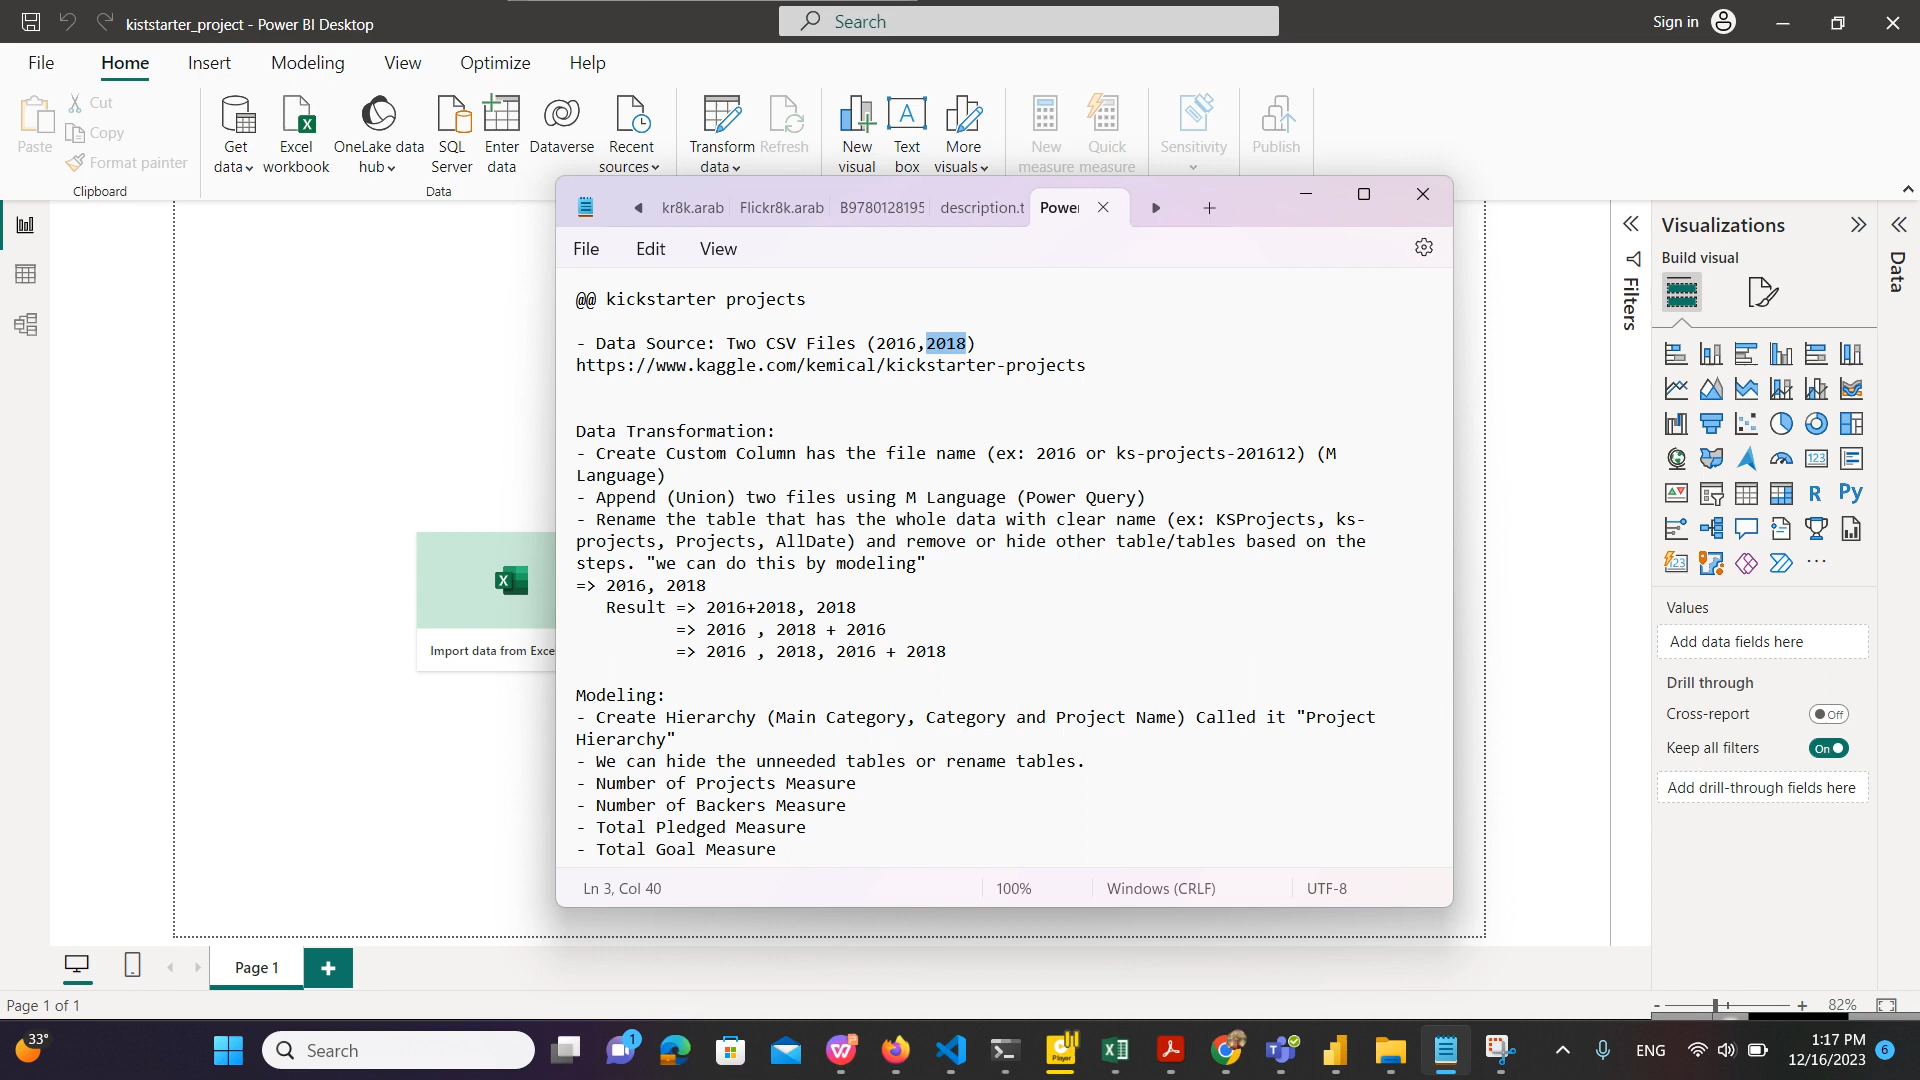 kiststarter_project - Power BI Desktop
Search
Sign in
File Home Insert Modeling View Optimize Help
Paste
Cut
Copy
Format painter
Clipboard
Get data
Excel workbook
OneLake data hub
SQL Server
Enter data
Dataverse
Recent sources
Data
Transform data
Refresh
New visual
Text box
More visuals
New measure
Quick measure
Sensitivity
Publish
kr8k.arab Flickr8k.arab B9780128195 description.t Power
File Edit View
@@ kickstarter projects
- Data Source: Two CSV Files (2016,2018)
https://www.kaggle.com/kemical/kickstarter-projects
Data Transformation:
- Create Custom Column has the file name (ex: 2016 or ks-projects-201612) (M
Language)
- Append (Union) two files using M Language (Power Query)
- Rename the table that has the whole data with clear name (ex: KSProjects, ks-
projects, Projects, AllDate) and remove or hide other table/tables based on the
steps. "we can do this by modeling"
=> 2016, 2018
Result => 2016+2018, 2018
=> 2016 , 2018 + 2016
=> 2016 , 2018, 2016 + 2018
Modeling:
- Create Hierarchy (Main Category, Category and Project Name) Called it "Project
Hierarchy"
- We can hide the unneeded tables or rename tables.
- Number of Projects Measure
- Number of Backers Measure
- Total Pledged Measure
- Total Goal Measure
Ln 3, Col 40 100% Windows (CRLF) UTF-8
Import data from Exce
Filters
Visualizations
Build visual
Data
123
R
Py
Values
Add data fields here
Drill through
Cross-report Off
Keep all filters On
Add drill-through fields here
Page 1
Page 1 of 1
82%
33°
Search
1
Player
ENG
1:17 PM
12/16/2023
6